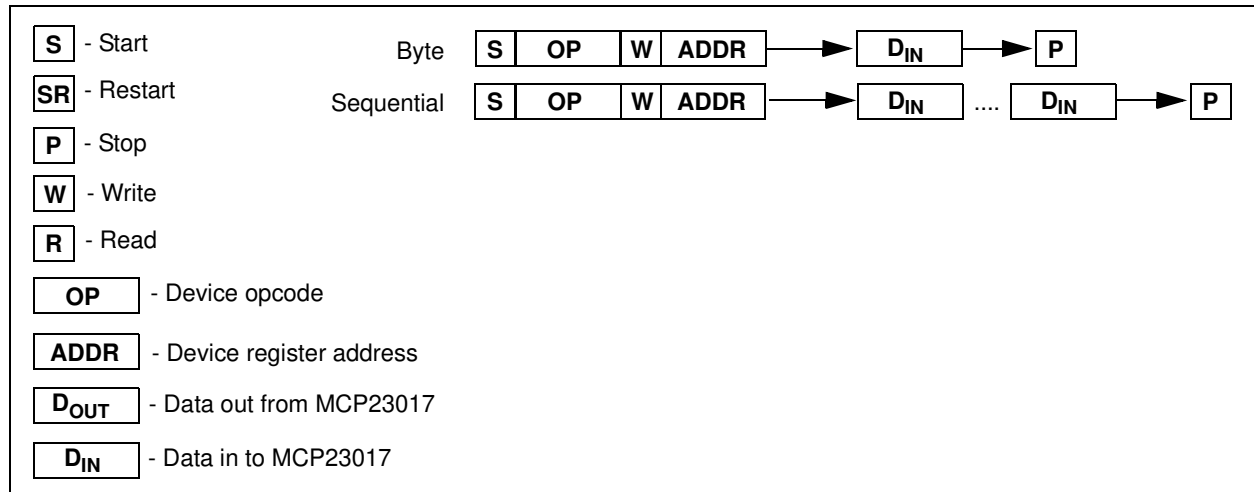 S - Start
SR - Restart
P - Stop
W - Write
R - Read
OP - Device opcode
ADDR - Device register address
DOUT - Data out from MCP23017
DIN - Data in to MCP23017
Byte S OP W ADDR DIN P
Sequential S OP W ADDR DIN .... DIN P